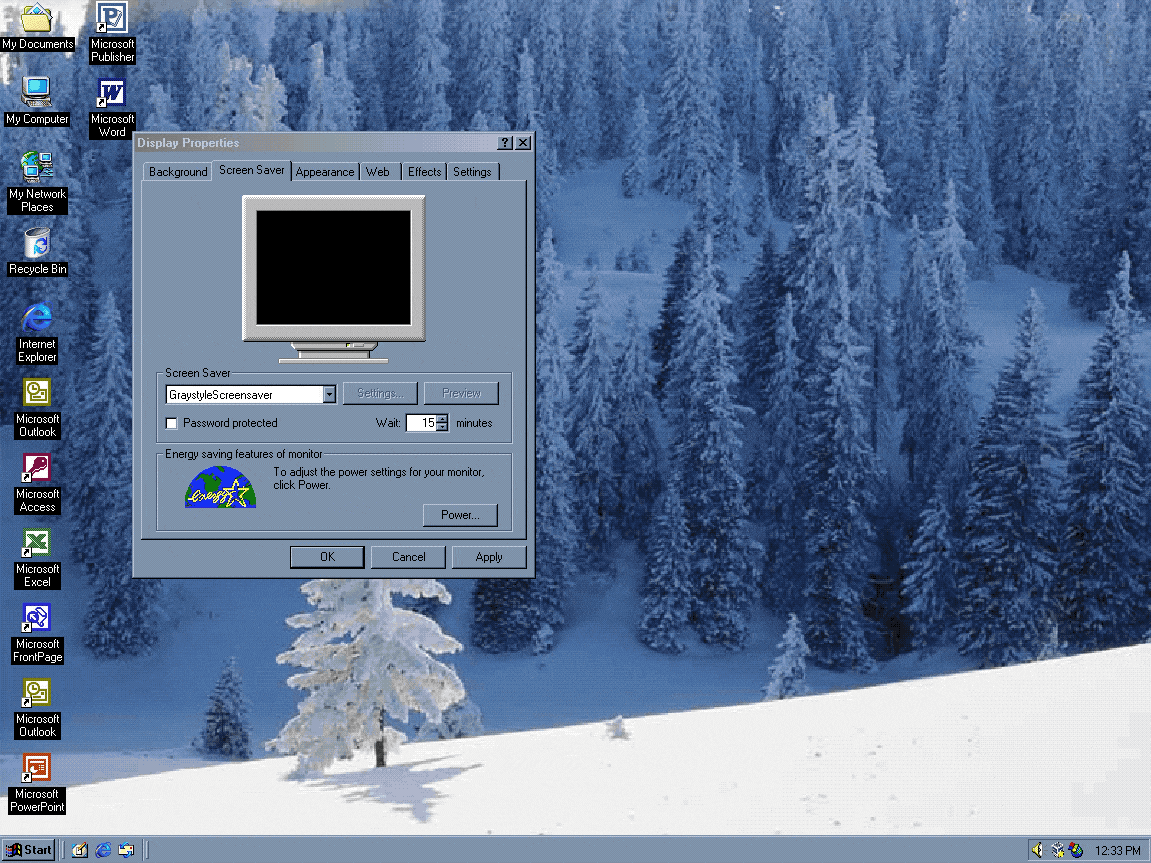 My Documents
Microsoft
Publisher
My Computer
Microsoft
Word
My Network
Places
Recycle Bin
Internet
Explorer
Microsoft
Outlook
Microsoft
Access
Microsoft
Excel
Microsoft
FrontPage
Microsoft
Outlook
Microsoft
PowerPoint
Display Properties
Background
Screen Saver
Appearance
Web
Effects
Settings
Screen Saver
GraystyleScreensaver
Settings...
Preview
Password protected
Wait:
15
minutes
Energy saving features of monitor
energy
To adjust the power settings for your monitor,
click Power.
Power...
OK
Cancel
Apply
Start
12:33 PM